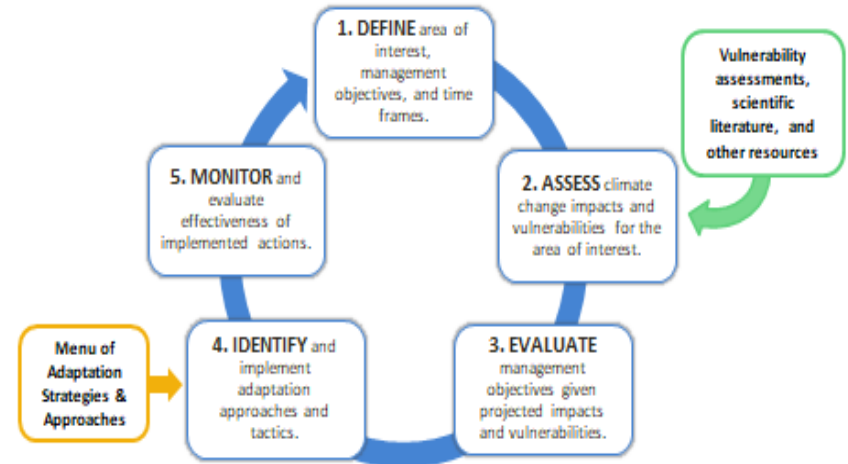 1. DEFINE area of
interest,
management
objectives, and time
frames.
Vulnerability
assessments,
scientific
literature, and
other resources
2. ASSESS climate
change impacts and
vulnerabilities for the
area of interest.
3. EVALUATE
management
objectives given
projected impacts
and vulnerabilities.
4. IDENTIFY and
implement
adaptation
approaches and
tactics.
Menu of
Adaptation
Strategies &
Approaches
5. MONITOR and
evaluate
effectiveness of
implemented actions.